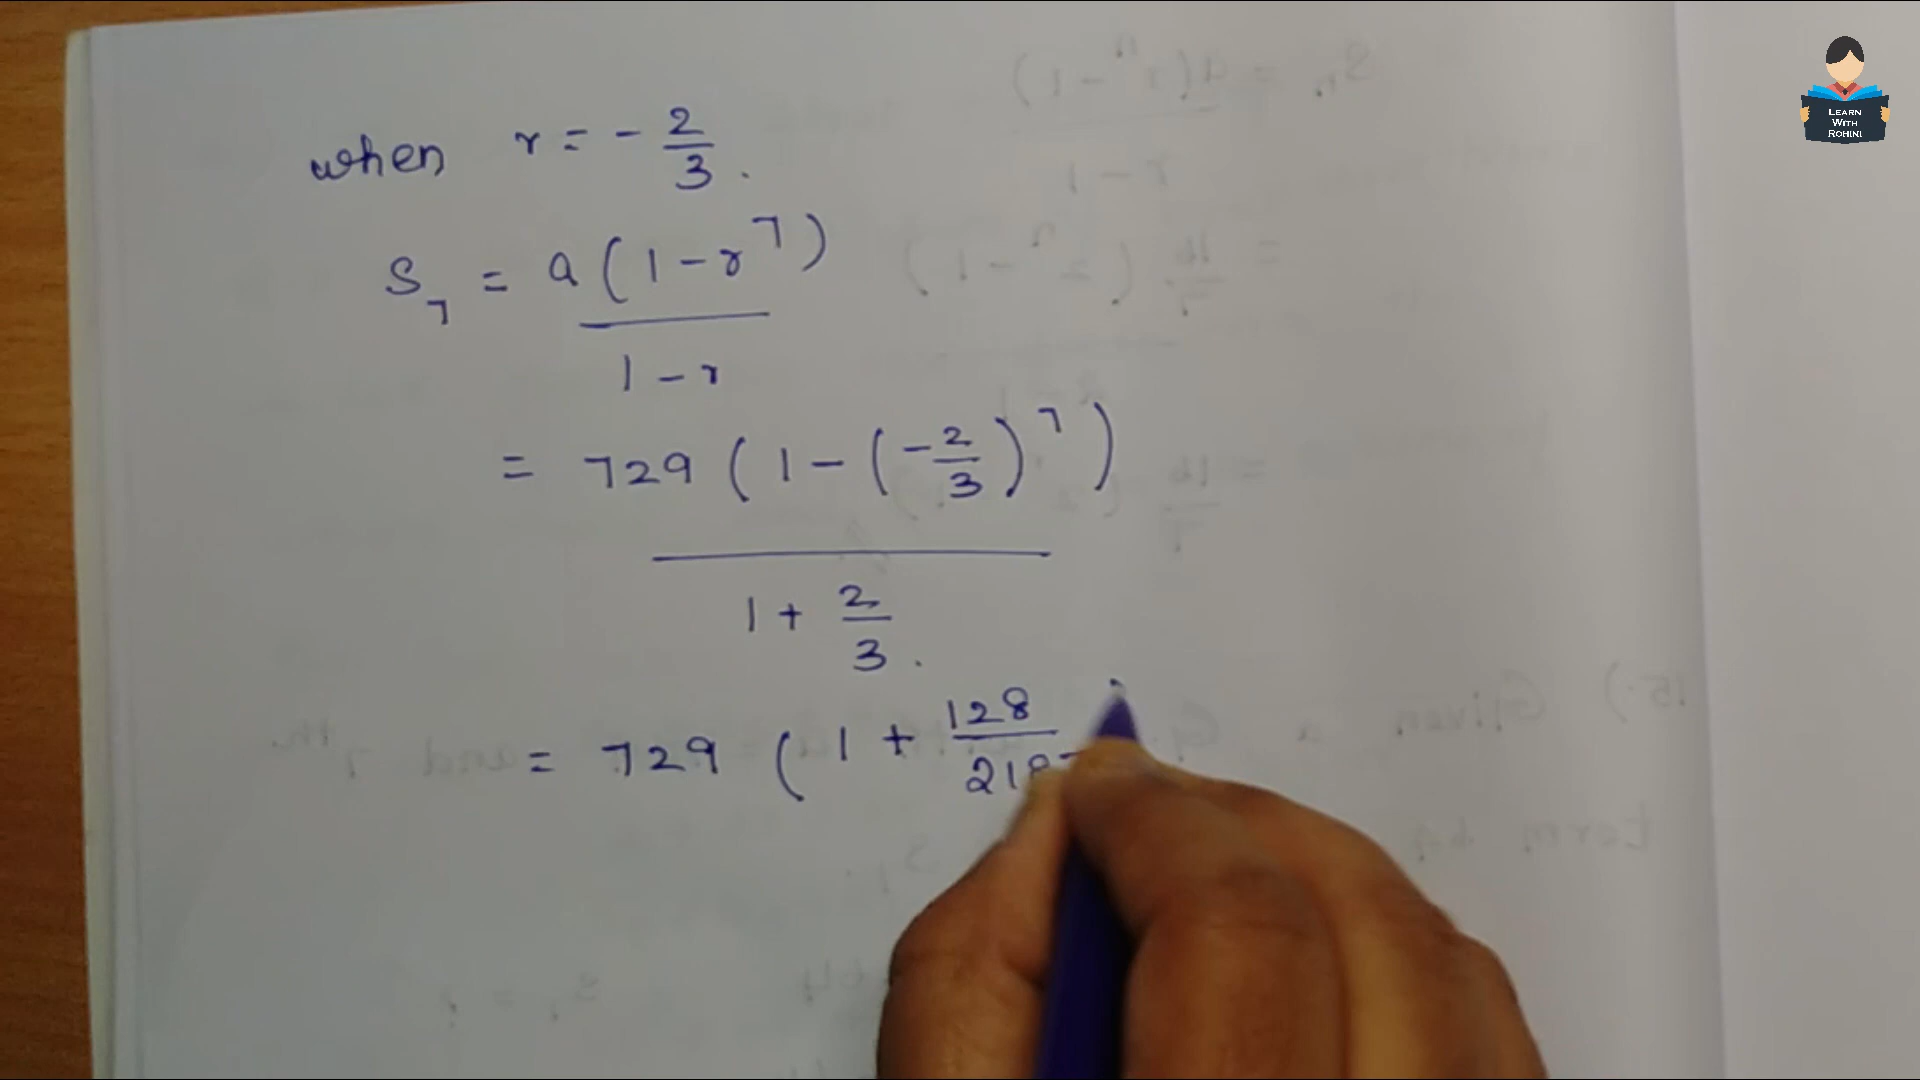 LEARN
WITH
ROHINI
when r = - 2/3 .
S7 = a ( 1 - r^7 )
1 - r
= 729 ( 1 - ( - 2/3 )^7 )
1 + 2/3 .
= 729 ( 1 + 128/2187